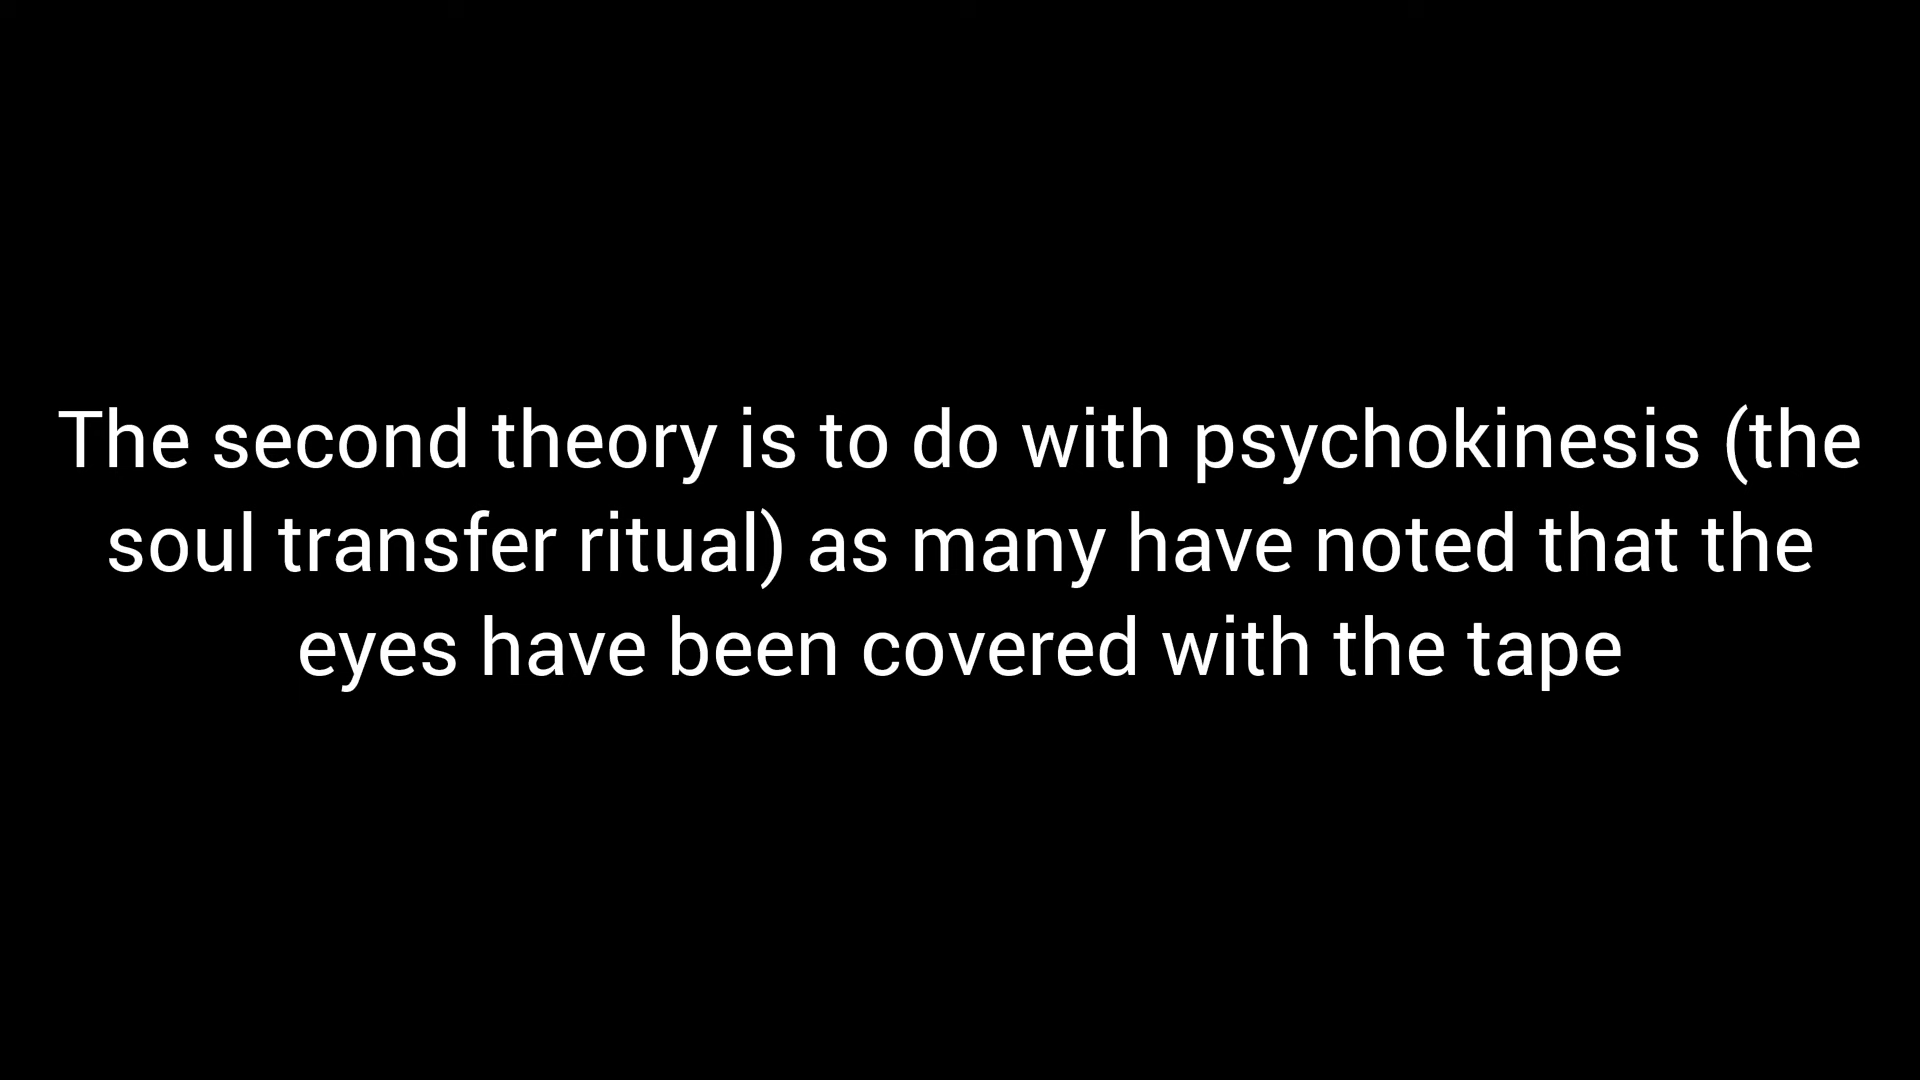 The second theory is to do with psychokinesis (the
soul transfer ritual) as many have noted that the
eyes have been covered with the tape